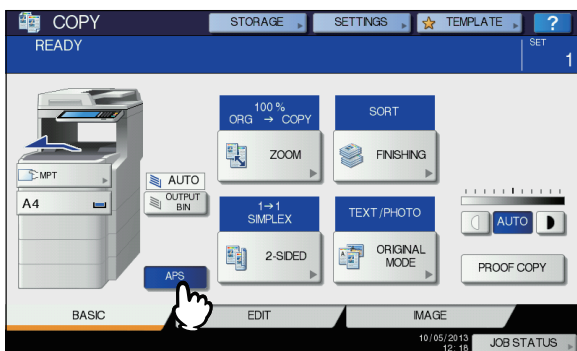 COPY
STORAGE
SETTINGS
TEMPLATE
?
READY
SET
1
100 %
ORG → COPY
ZOOM
SORT
FINISHING
MPT
A4
AUTO
OUTPUT
BIN
1→1
SIMPLEX
2-SIDED
TEXT/PHOTO
ORIGINAL
MODE
AUTO
APS
PROOF COPY
BASIC
EDIT
IMAGE
10/05/2013
12:18
JOB STATUS